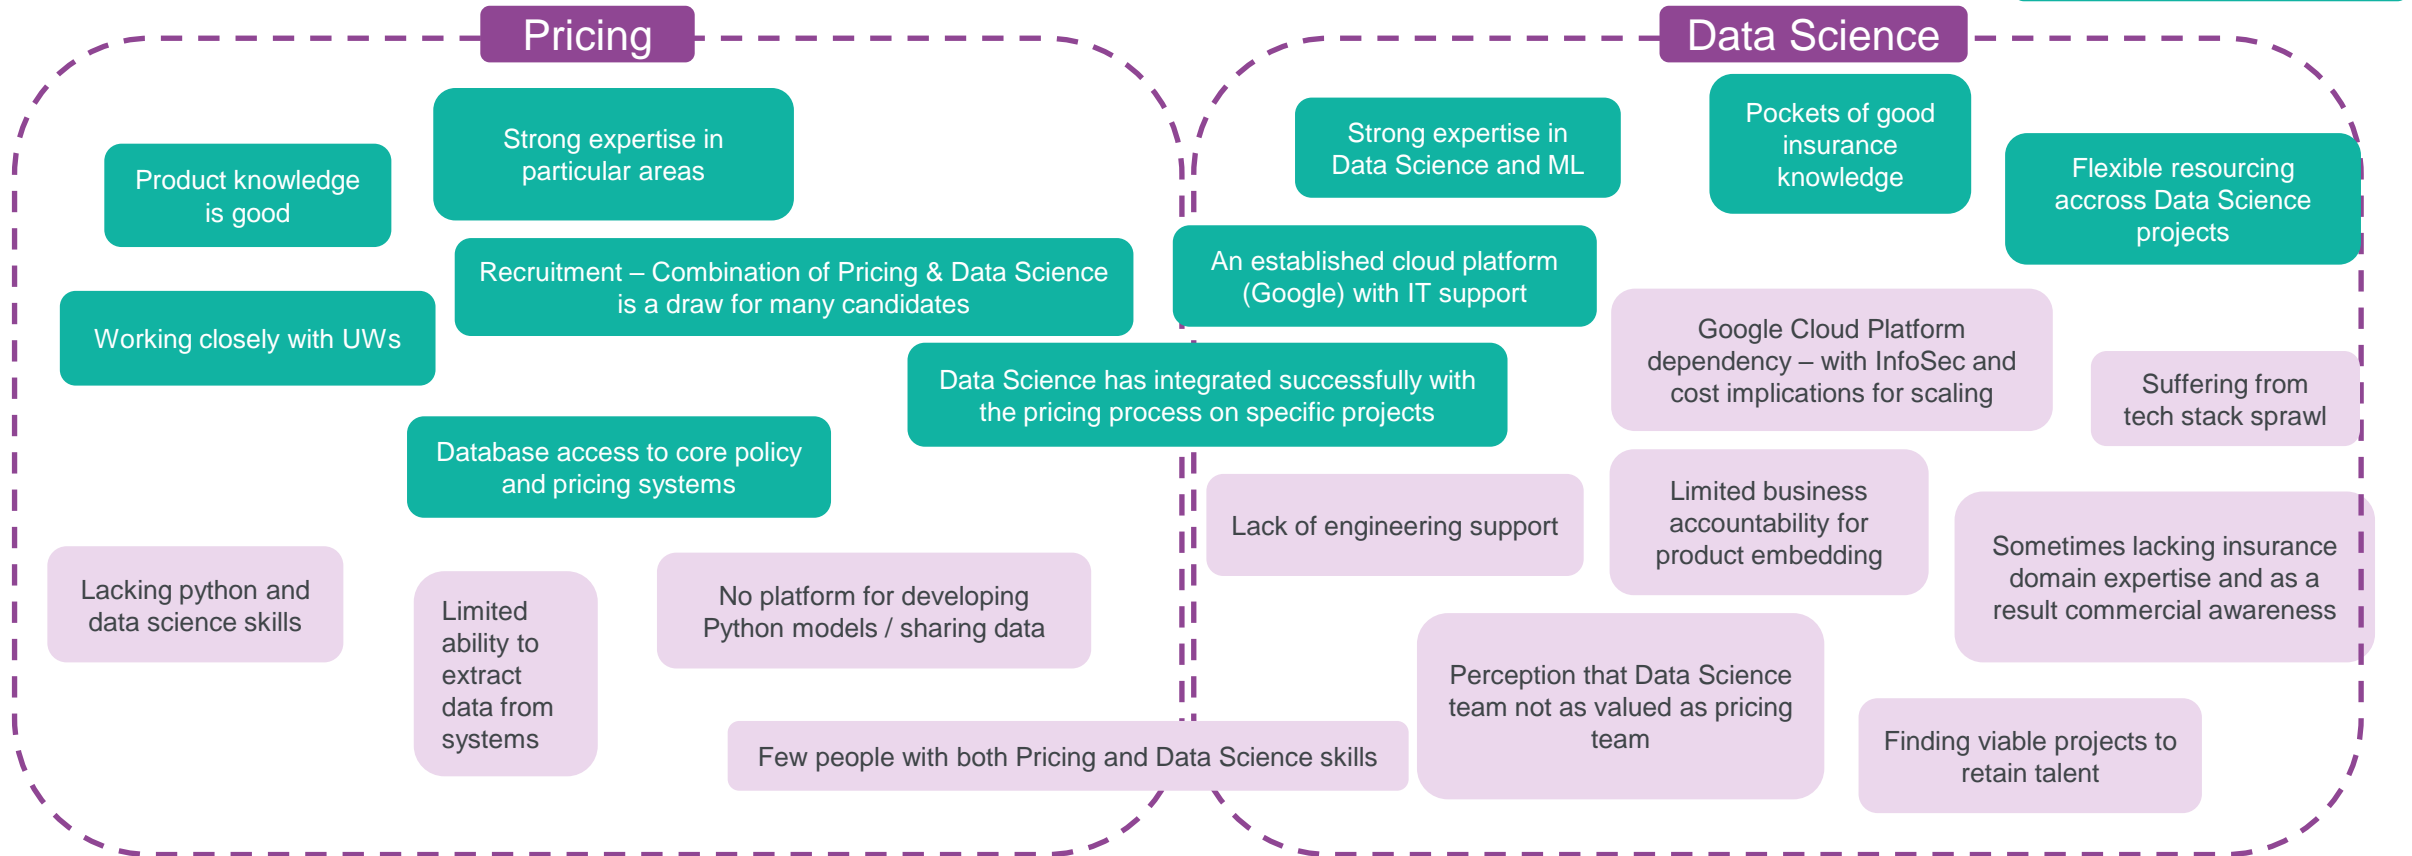 Pricing
Data Science
Product knowledge
is good
Strong expertise in
particular areas
Recruitment – Combination of Pricing & Data Science
is a draw for many candidates
Working closely with UWs
Database access to core policy
and pricing systems
Lacking python and
data science skills
Limited
ability to
extract
data from
systems
No platform for developing
Python models / sharing data
Data Science has integrated successfully with
the pricing process on specific projects
Few people with both Pricing and Data Science skills
Strong expertise in
Data Science and ML
Pockets of good
insurance
knowledge
Flexible resourcing
accross Data Science
projects
An established cloud platform
(Google) with IT support
Google Cloud Platform
dependency – with InfoSec and
cost implications for scaling
Suffering from
tech stack sprawl
Lack of engineering support
Limited business
accountability for
product embedding
Sometimes lacking insurance
domain expertise and as a
result commercial awareness
Perception that Data Science
team not as valued as pricing
team
Finding viable projects to
retain talent